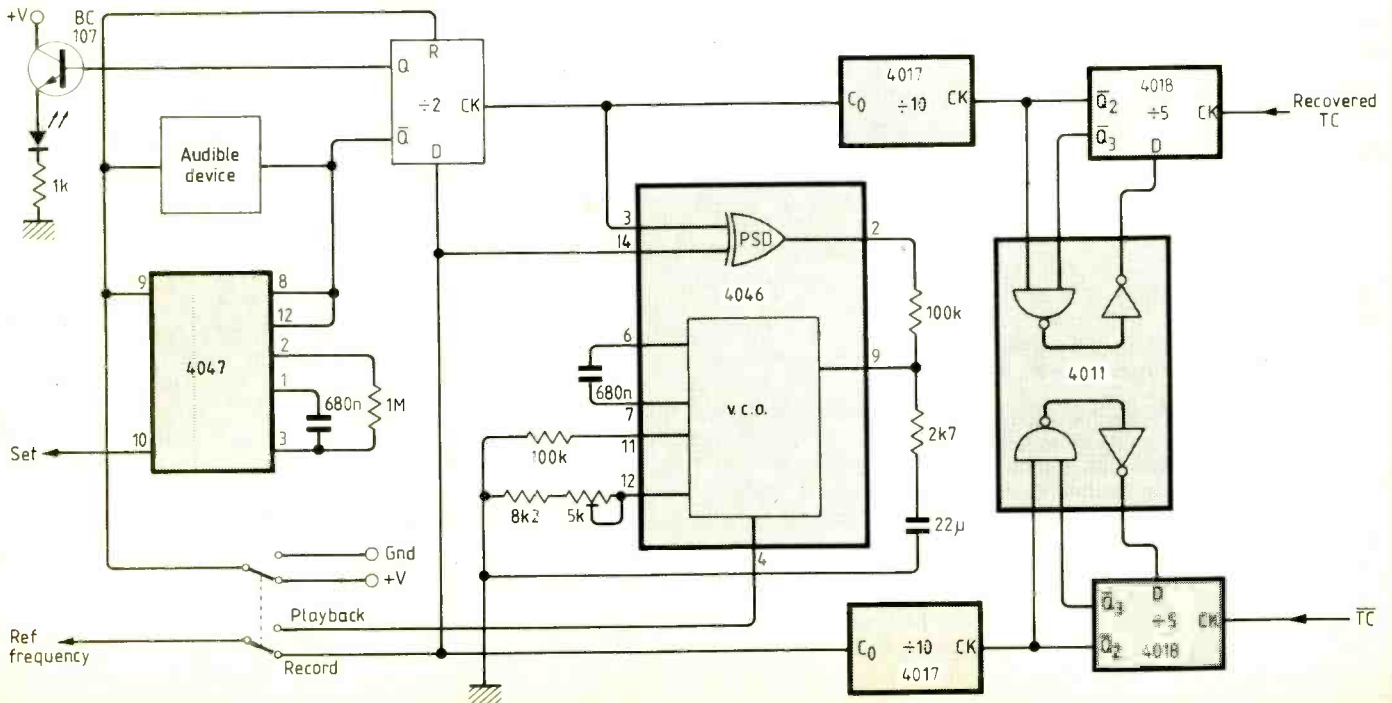 +V
BC
107
1k
Audible
device
R
Q
÷2
CK
Q̅
D
9
8
12
2
1
3
10
4047
680n
1M
Set
Gnd
+V
Playback
Record
Ref
frequency
3
14
PSD
2
4046
6
680n
7
11
100k
12
8k2
5k
V.C.O.
9
4
100k
2k7
22μ
4017
C0
÷10
CK
4018
Q̅2
÷5
CK
Q̅3
D
Recovered
TC
4011
D
Q̅3
÷5
CK
Q̅2
4018
T̅C̅
C0
÷10
CK
4017